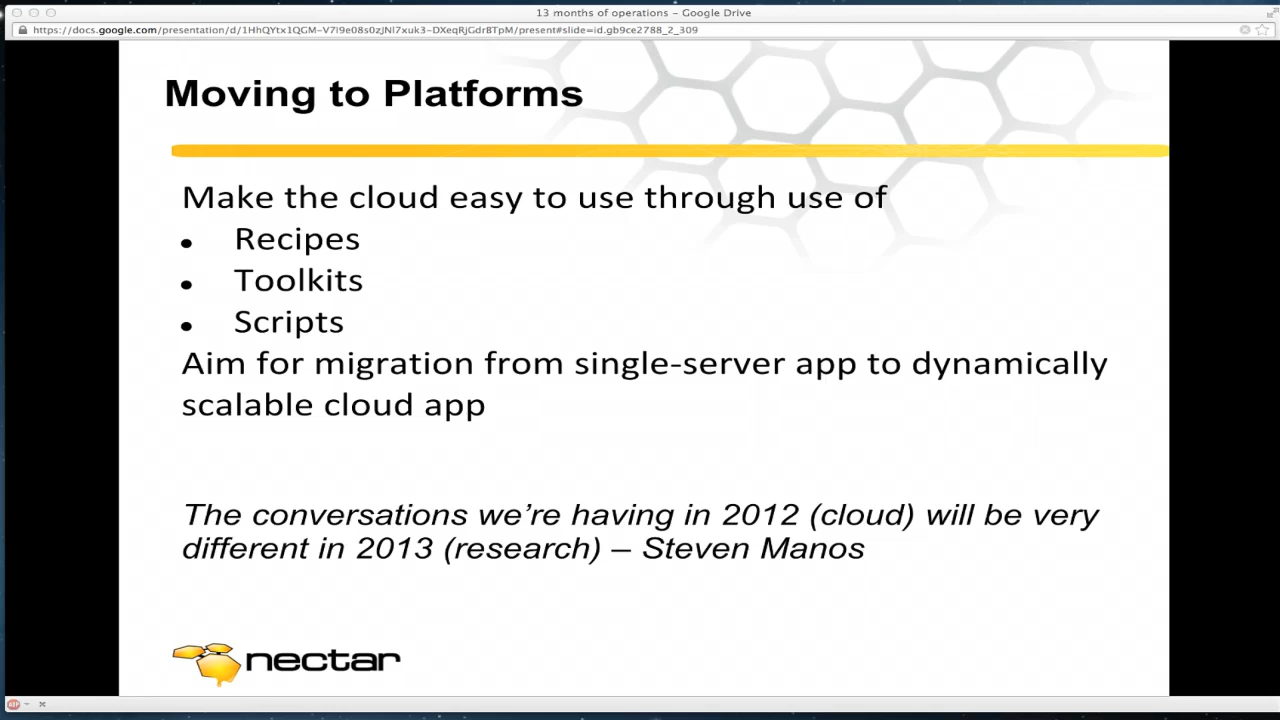 13 months of operations – Google Drive
https://docs.google.com/presentation/d/1HhQYtx1QGM-V7I9e08s0zJNl7xuk3-DXeqRjGdrBTpM/present#slide=id.gb9ce2788_2_309
Moving to Platforms
Make the cloud easy to use through use of
• Recipes
• Toolkits
• Scripts
Aim for migration from single-server app to dynamically
scalable cloud app
The conversations we’re having in 2012 (cloud) will be very
different in 2013 (research) – Steven Manos
nectar
ABP